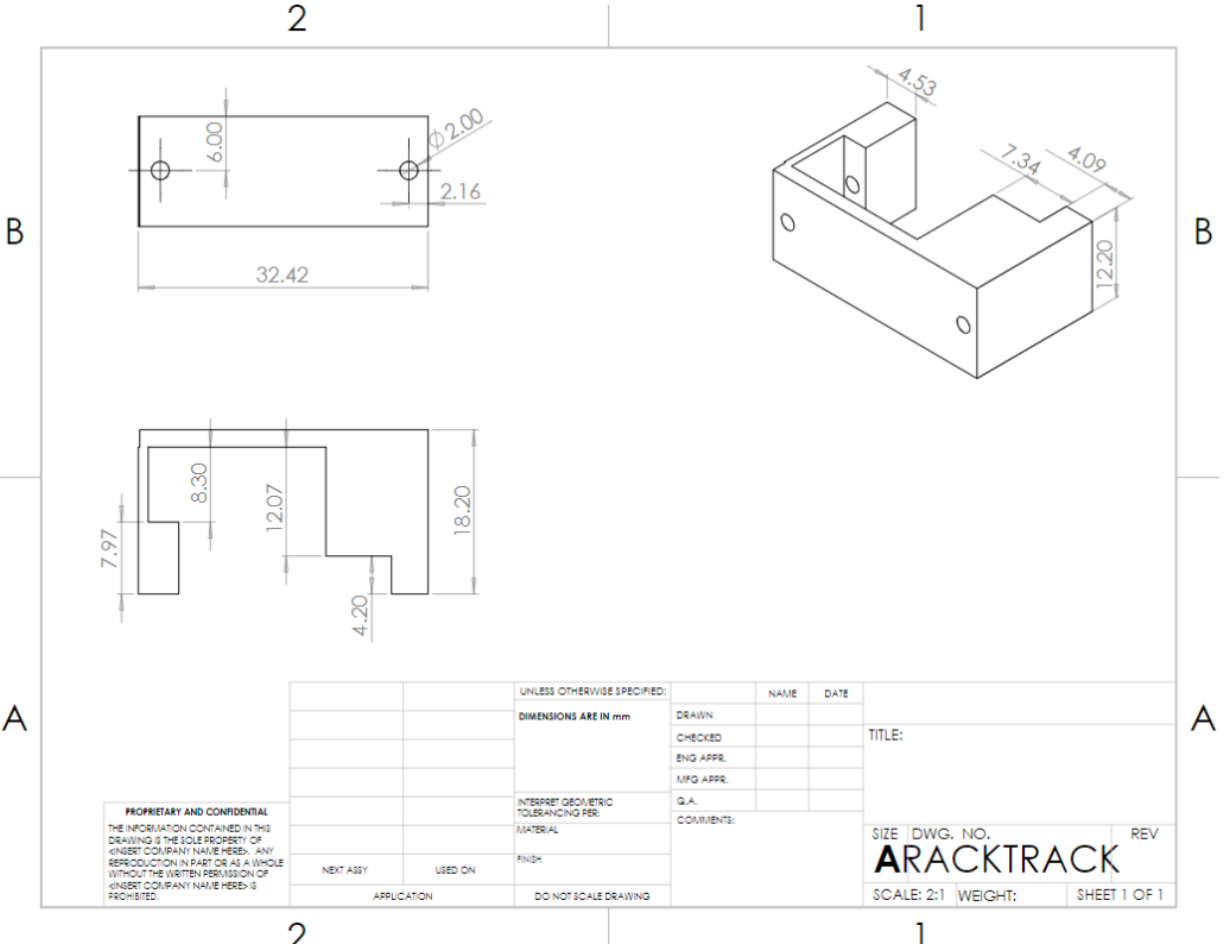 2
1
4.53
6.00
Ø2.00
7.34
4.09
2.16
B
B
12.20
32.42
8.30
12.07
18.20
7.97
4.20
A
A
UNLESS OTHERWISE SPECIFIED:
NAME
DATE
DIMENSIONS ARE IN mm
DRAWN
CHECKED
TITLE:
ENG APPR.
MFG APPR.
INTERPRET GEOMETRIC
TOLERANCING PER:
Q.A.
PROPRIETARY AND CONFIDENTIAL
THE INFORMATION CONTAINED IN THIS
DRAWING IS THE SOLE PROPERTY OF
<INSERT COMPANY NAME HERE>. ANY
REPRODUCTION IN PART OR AS A WHOLE
WITHOUT THE WRITTEN PERMISSION OF
<INSERT COMPANY NAME HERE> IS
PROHIBITED.
COMMENTS:
MATERIAL
SIZE
DWG. NO.
REV
FINISH
ARACKTRACK
NEXT ASSY
USED ON
APPLICATION
DO NOT SCALE DRAWING
SCALE: 2:1
WEIGHT:
SHEET 1 OF 1
2
1